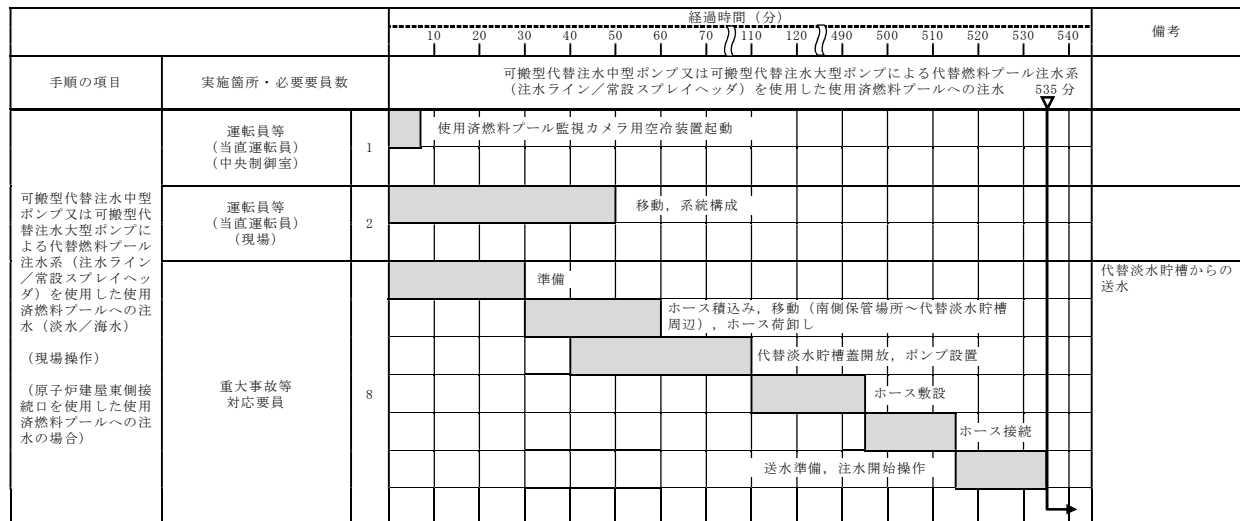 経過時間（分）
備考
10 20 30 40 50 60 70 110 120 490 500 510 520 530 540
手順の項目
実施箇所・必要要員数
可搬型代替注水中型ポンプ又は可搬型代替注水大型ポンプによる代替燃料プール注水系
（注水ライン／常設スプレイヘッダ）を使用した使用済燃料プールへの注水 535 分
可搬型代替注水中型
ポンプ又は可搬型代
替注水大型ポンプに
よる代替燃料プール
注水系（注水ライン
／常設スプレイヘッ
ダ）を使用した使用
済燃料プールへの注
水（淡水／海水）
（現場操作）
（原子炉建屋東側接
続口を使用した使用
済燃料プールへの注
水の場合）
運転員等
（当直運転員）
（中央制御室）
1
使用済燃料プール監視カメラ用空冷装置起動
運転員等
（当直運転員）
（現場）
2
移動，系統構成
重大事故等
対応要員
8
準備
代替淡水貯槽からの
送水
ホース積込み，移動（南側保管場所～代替淡水貯槽
周辺），ホース荷卸し
代替淡水貯槽蓋開放，ポンプ設置
ホース敷設
ホース接続
送水準備，注水開始操作